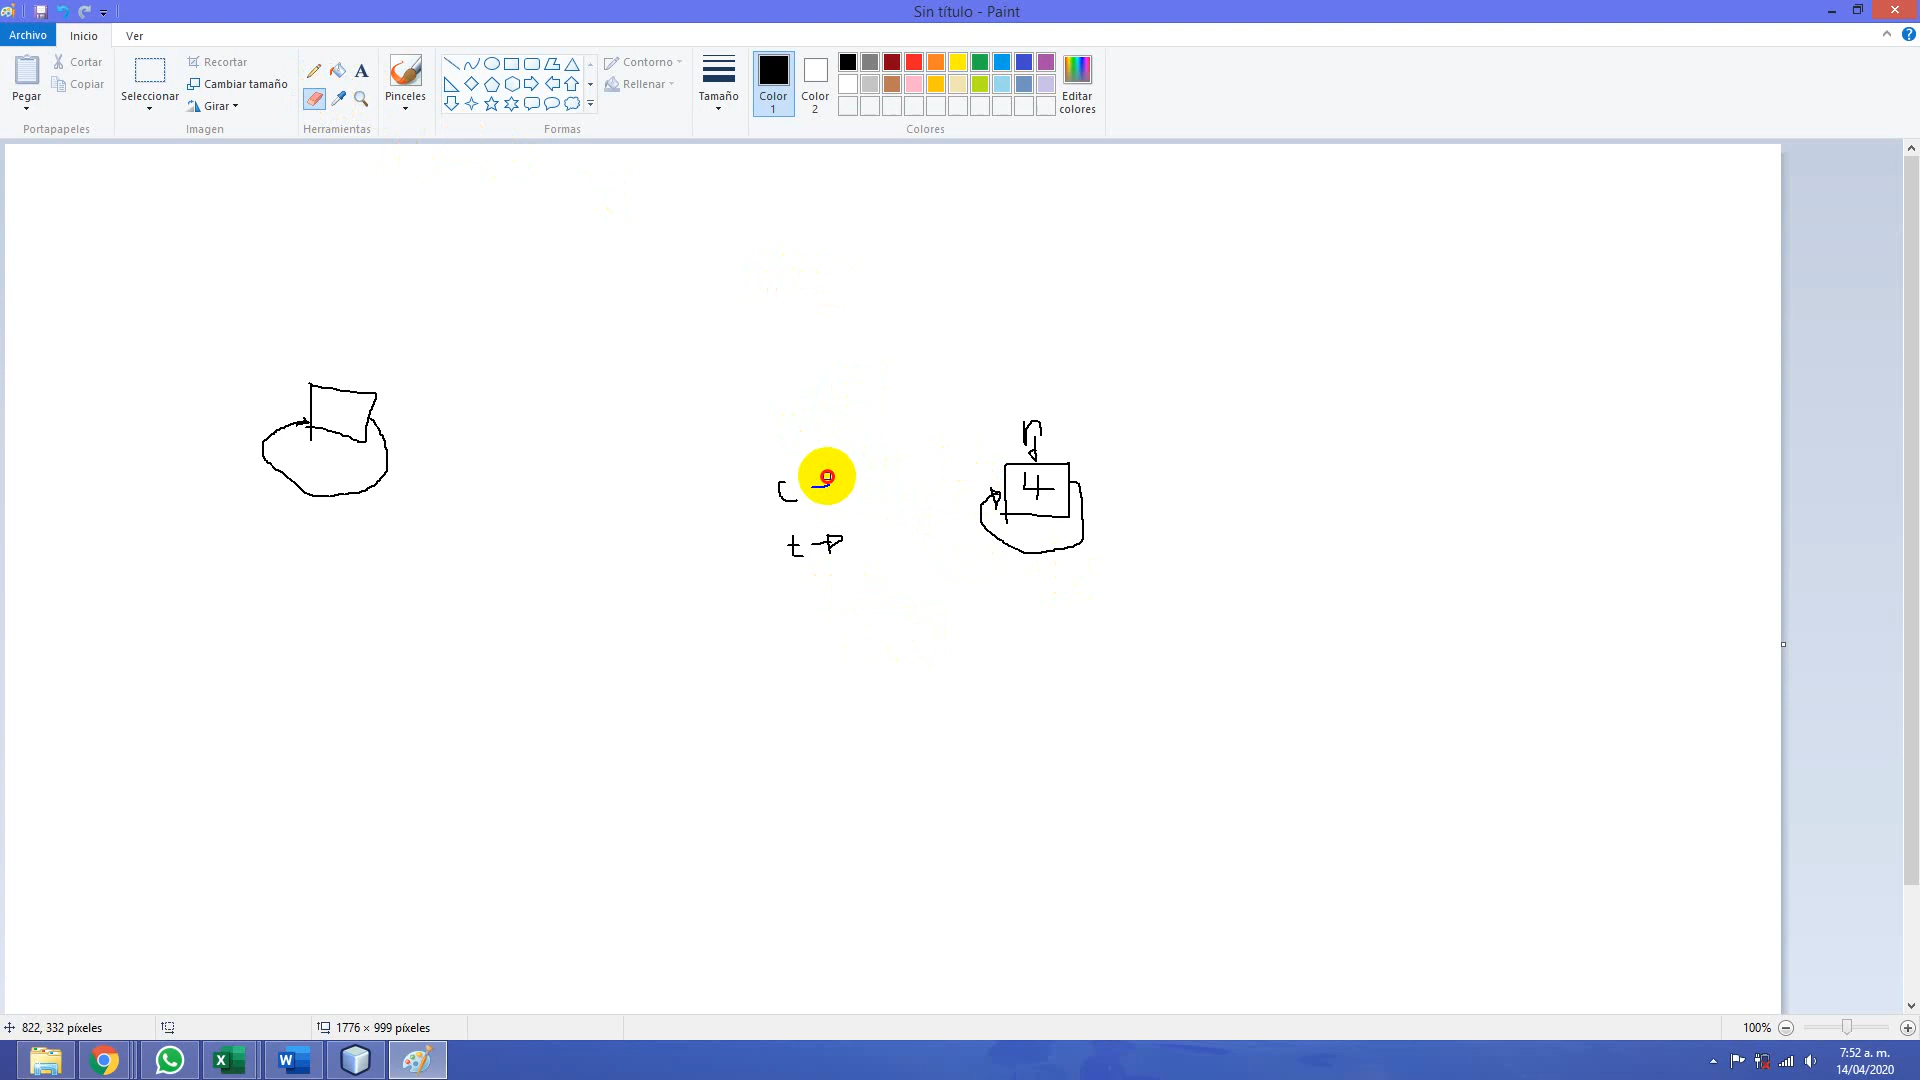 Sin título - Paint
Archivo Inicio Ver
Pegar
Cortar
Copiar
Portapapeles
Seleccionar
Recortar
Cambiar tamaño
Girar
Imagen
A
Herramientas
Pinceles
Contorno
Rellenar
Formas
Tamaño
Color 1
Color 2
Editar colores
Colores
n
4
c
t
822, 332 píxeles
1776 × 999 píxeles
100%
7:52 a. m.
14/04/2020